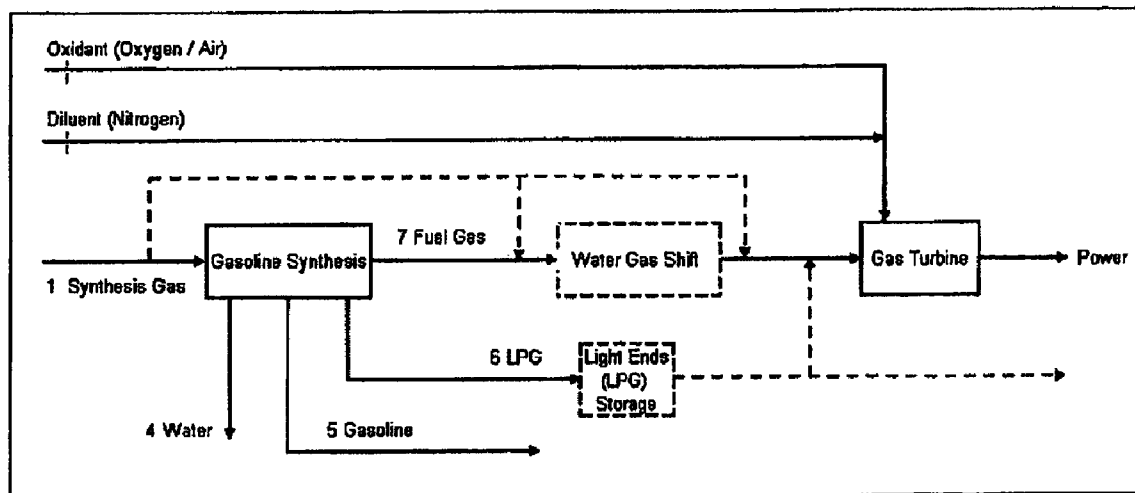 Oxidant (Oxygen / Air)
Diluent (Nitrogen)
7 Fuel Gas
Gasoline Synthesis
Water Gas Shift
Gas Turbine
Power
1 Synthesis Gas
6 LPG
Light Ends
(LPG)
Storage
4 Water
5 Gasoline